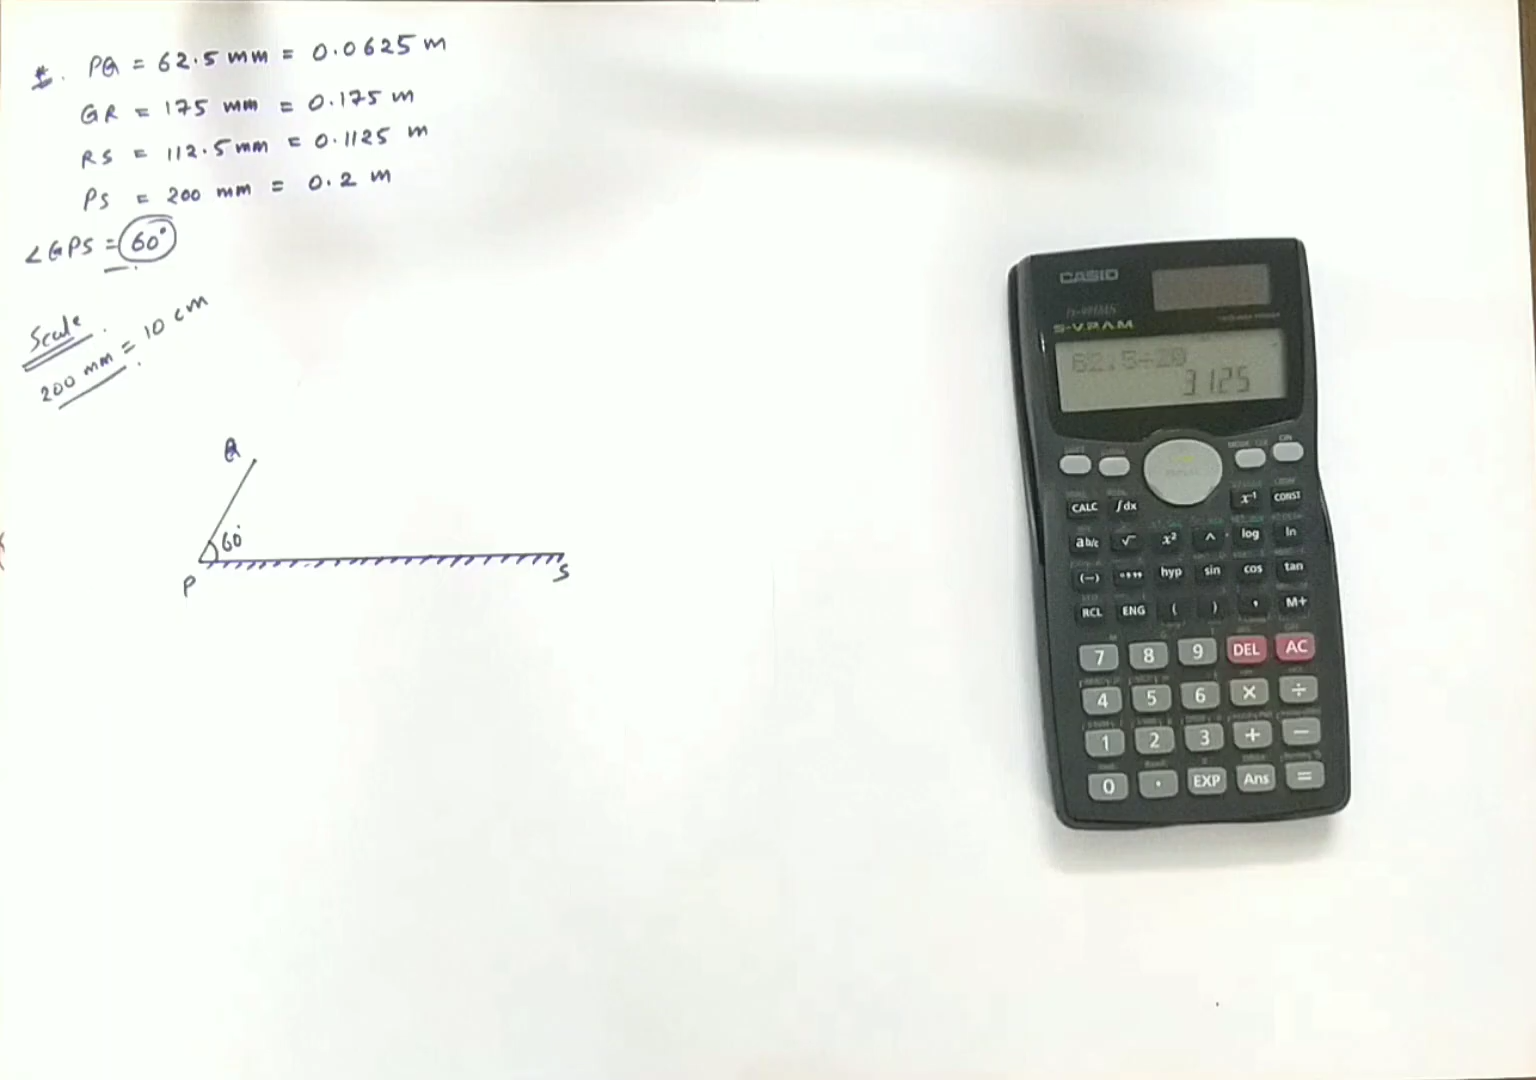 *. PQ = 62.5 mm = 0.0625 m
QR = 175 mm = 0.175 m
RS = 112.5 mm = 0.1125 m
PS = 200 mm = 0.2 m
∠QPS = 60°
Scale
200 mm = 10 cm
Q
60°
P
S
CASIO
S-V.P.A.M.
62.5÷20
3.125
CALC ∫dx x⁻¹ CONST
ab/c √ x² ^ log ln
(−) °'" hyp sin cos tan
RCL ENG ( ) , M+
7 8 9 DEL AC
4 5 6 × ÷
1 2 3 + −
0 . EXP Ans =